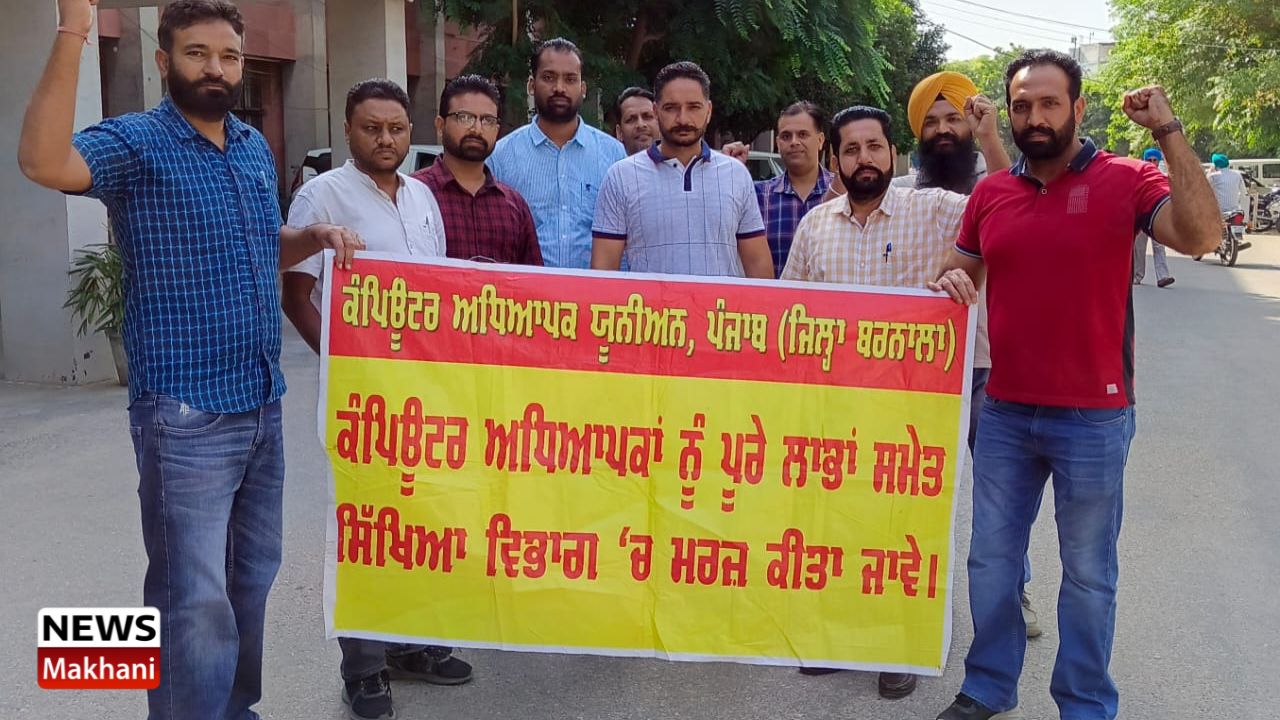 ਕੰਪਿਊਟਰ ਅਧਿਆਪਕ ਯੂਨੀਅਨ, ਪੰਜਾਬ (ਜਿਲ੍ਹਾ ਬਰਨਾਲਾ)
ਕੰਪਿਊਟਰ ਅਧਿਆਪਕਾਂ ਨੂੰ ਪੂਰੇ ਲਾਭਾਂ ਸਮੇਤ
ਸਿੱਖਿਆ ਵਿਭਾਗ 'ਚ ਮਰਜ਼ ਕੀਤਾ ਜਾਵੇ।
NEWS
Makhani